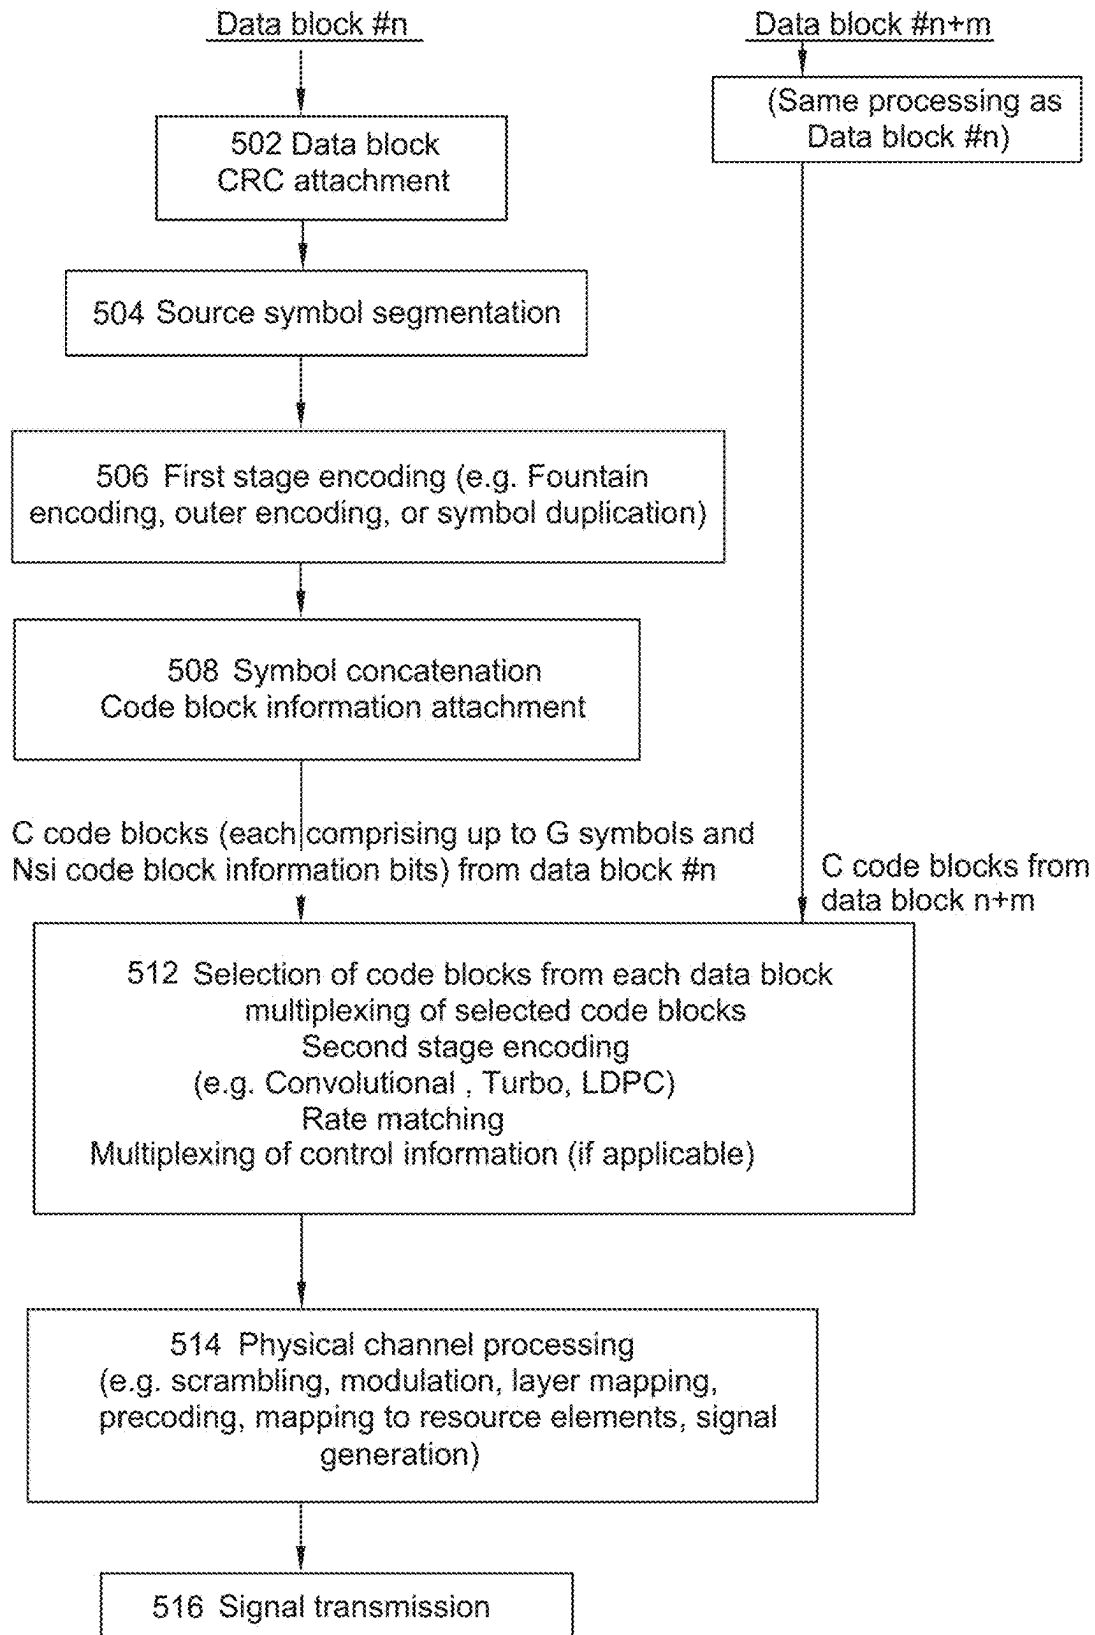 Data block #n
Data block #n+m
(Same processing as
Data block #n)
502 Data block
CRC attachment
504 Source symbol segmentation
506 First stage encoding (e.g. Fountain
encoding, outer encoding, or symbol duplication)
508 Symbol concatenation
Code block information attachment
C code blocks (each comprising up to G symbols and
Nsi code block information bits) from data block #n
C code blocks from
data block n+m
512 Selection of code blocks from each data block
multiplexing of selected code blocks
Second stage encoding
(e.g. Convolutional , Turbo, LDPC)
Rate matching
Multiplexing of control information (if applicable)
514 Physical channel processing
(e.g. scrambling, modulation, layer mapping,
precoding, mapping to resource elements, signal
generation)
516 Signal transmission